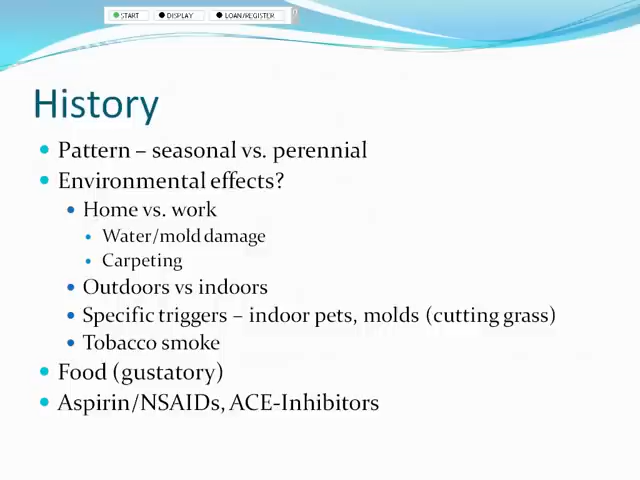 START DISPLAY LOAN/REGISTER
History
Pattern – seasonal vs. perennial
Environmental effects?
Home vs. work
Water/mold damage
Carpeting
Outdoors vs indoors
Specific triggers – indoor pets, molds (cutting grass)
Tobacco smoke
Food (gustatory)
Aspirin/NSAIDs, ACE-Inhibitors